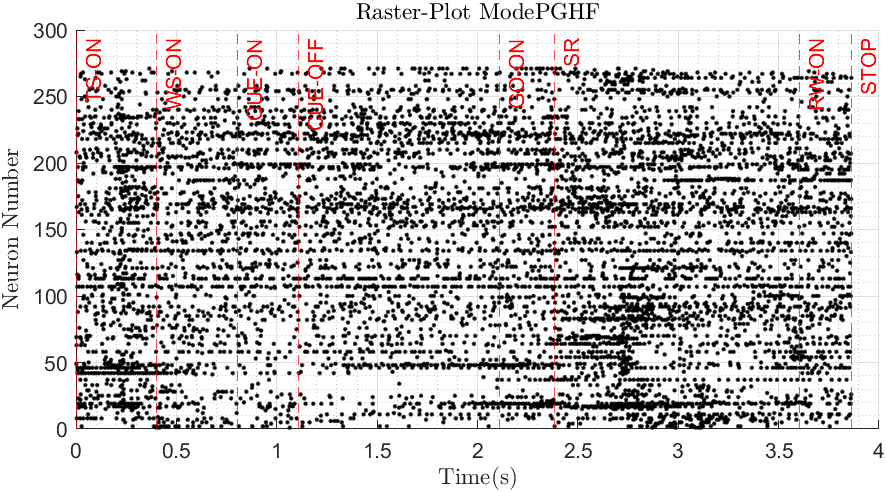 Raster-Plot ModePGHF
300
250
200
150
100
50
0
Neuron Number
TS-ON
WS-ON
CUE-ON
CUE-OFF
GO-ON
SR
RW-ON
STOP
0 0.5 1 1.5 2 2.5 3 3.5 4
Time(s)